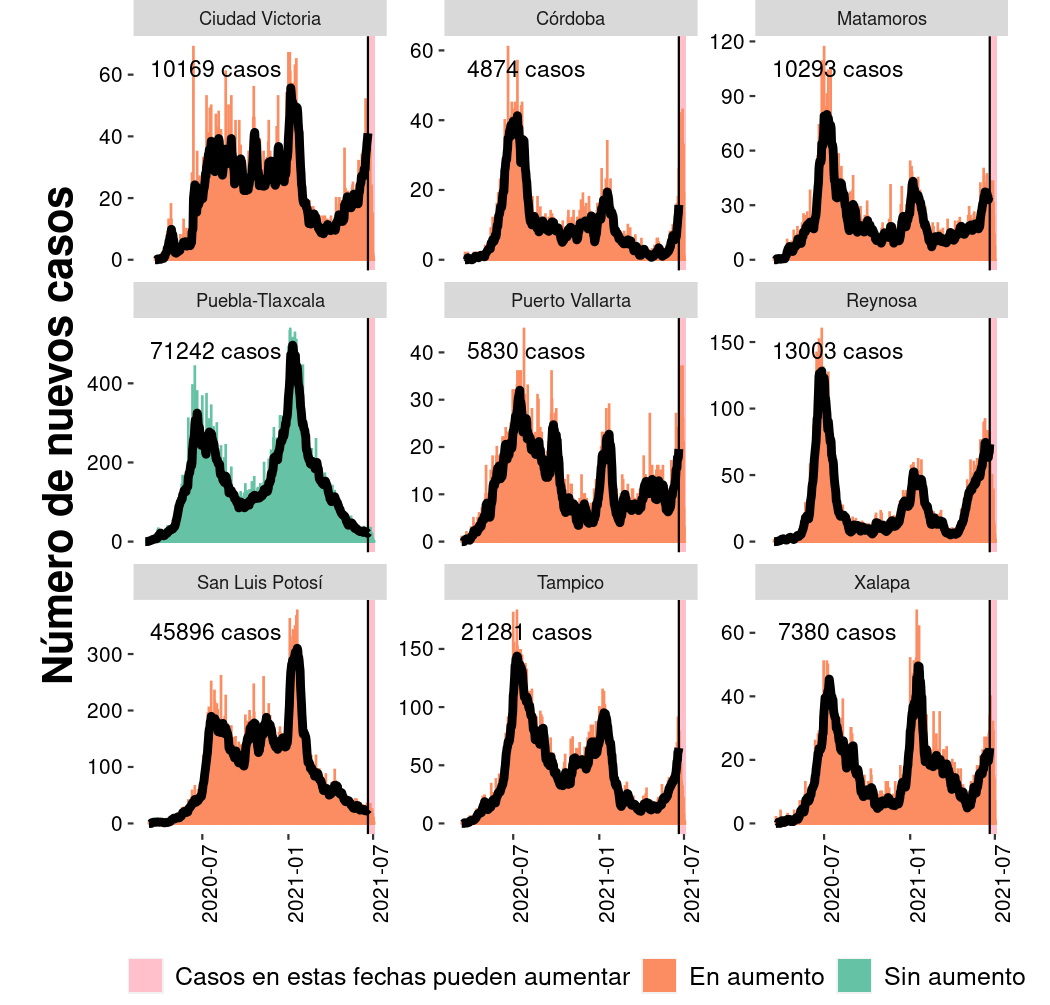 Ciudad Victoria
Córdoba
Matamoros
Número de nuevos casos
10169 casos
60
40
20
0
4874 casos
60
40
20
0
10293 casos
120
90
60
30
0
Puebla-Tlaxcala
Puerto Vallarta
Reynosa
71242 casos
400
200
0
5830 casos
40
30
20
10
0
13003 casos
150
100
50
0
San Luis Potosí
Tampico
Xalapa
45896 casos
300
200
100
0
21281 casos
150
100
50
0
7380 casos
60
40
20
0
2020-07
2021-01
2021-07
2020-07
2021-01
2021-07
2020-07
2021-01
2021-07
Casos en estas fechas pueden aumentar
En aumento
Sin aumento